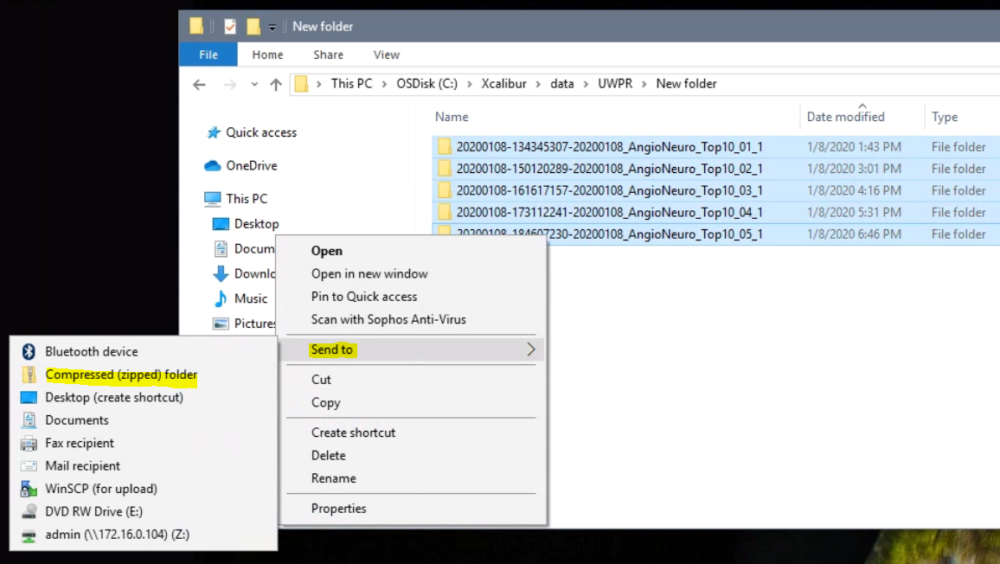 New folder
File Home Share View
This PC OSDisk (C:) Xcalibur data UWPR New folder
Name Date modified Type
Quick access
OneDrive
This PC
Desktop
Docum
Downlo
Music
Pictures
20200108-134345307-20200108_AngioNeuro_Top10_01_1 1/8/2020 1:43 PM File folder
20200108-150120289-20200108_AngioNeuro_Top10_02_1 1/8/2020 3:01 PM File folder
20200108-161617157-20200108_AngioNeuro_Top10_03_1 1/8/2020 4:16 PM File folder
20200108-173112241-20200108_AngioNeuro_Top10_04_1 1/8/2020 5:31 PM File folder
20200108-184607230-20200108_AngioNeuro_Top10_05_1 1/8/2020 6:46 PM File folder
Open
Open in new window
Pin to Quick access
Scan with Sophos Anti-Virus
Send to
Cut
Copy
Create shortcut
Delete
Rename
Properties
Bluetooth device
Compressed (zipped) folder
Desktop (create shortcut)
Documents
Fax recipient
Mail recipient
WinSCP (for upload)
DVD RW Drive (E:)
admin (\\172.16.0.104) (Z:)